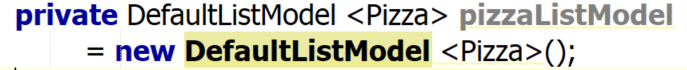 private DefaultListModel <Pizza> pizzaListModel
= new DefaultListModel <Pizza>();